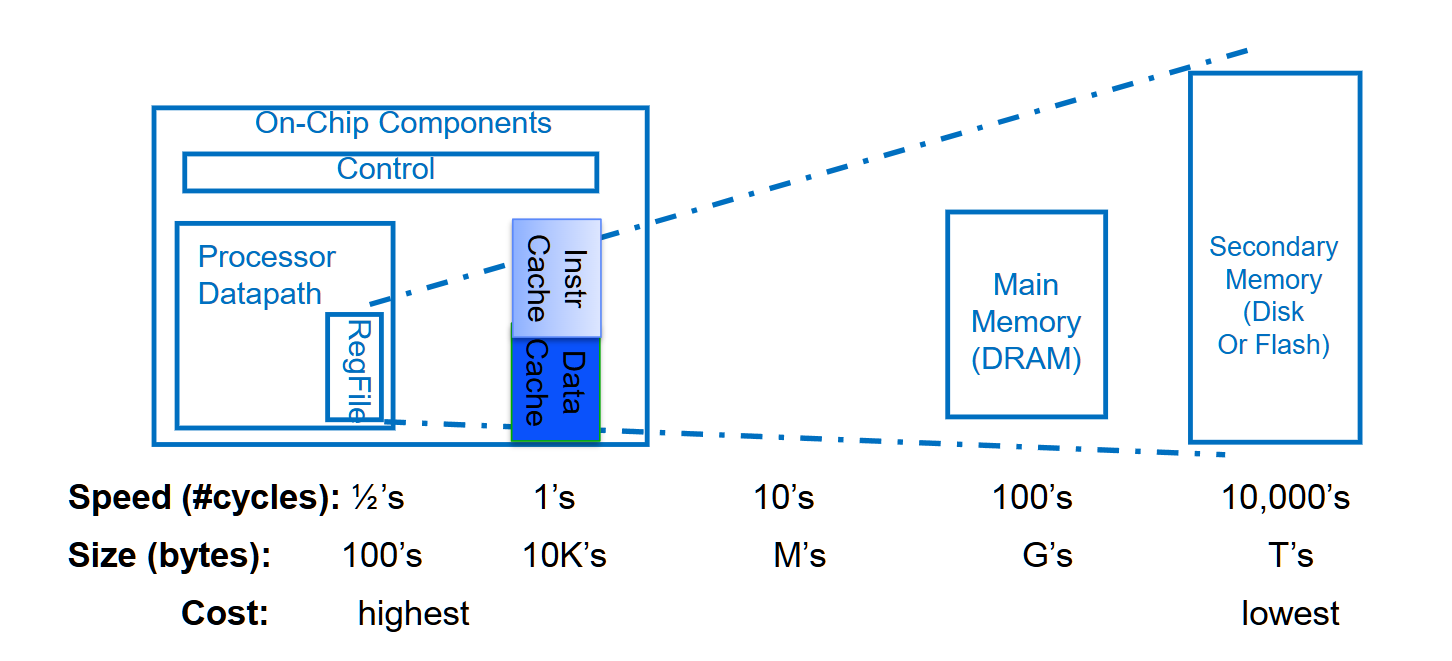 On-Chip Components
Control
Processor
Datapath
RegFile
Instr
Cache
Data
Cache
Main
Memory
(DRAM)
Secondary
Memory
(Disk
Or Flash)
Speed (#cycles): ½’s 1’s 10’s 100’s 10,000’s
Size (bytes): 100’s 10K’s M’s G’s T’s
Cost: highest lowest